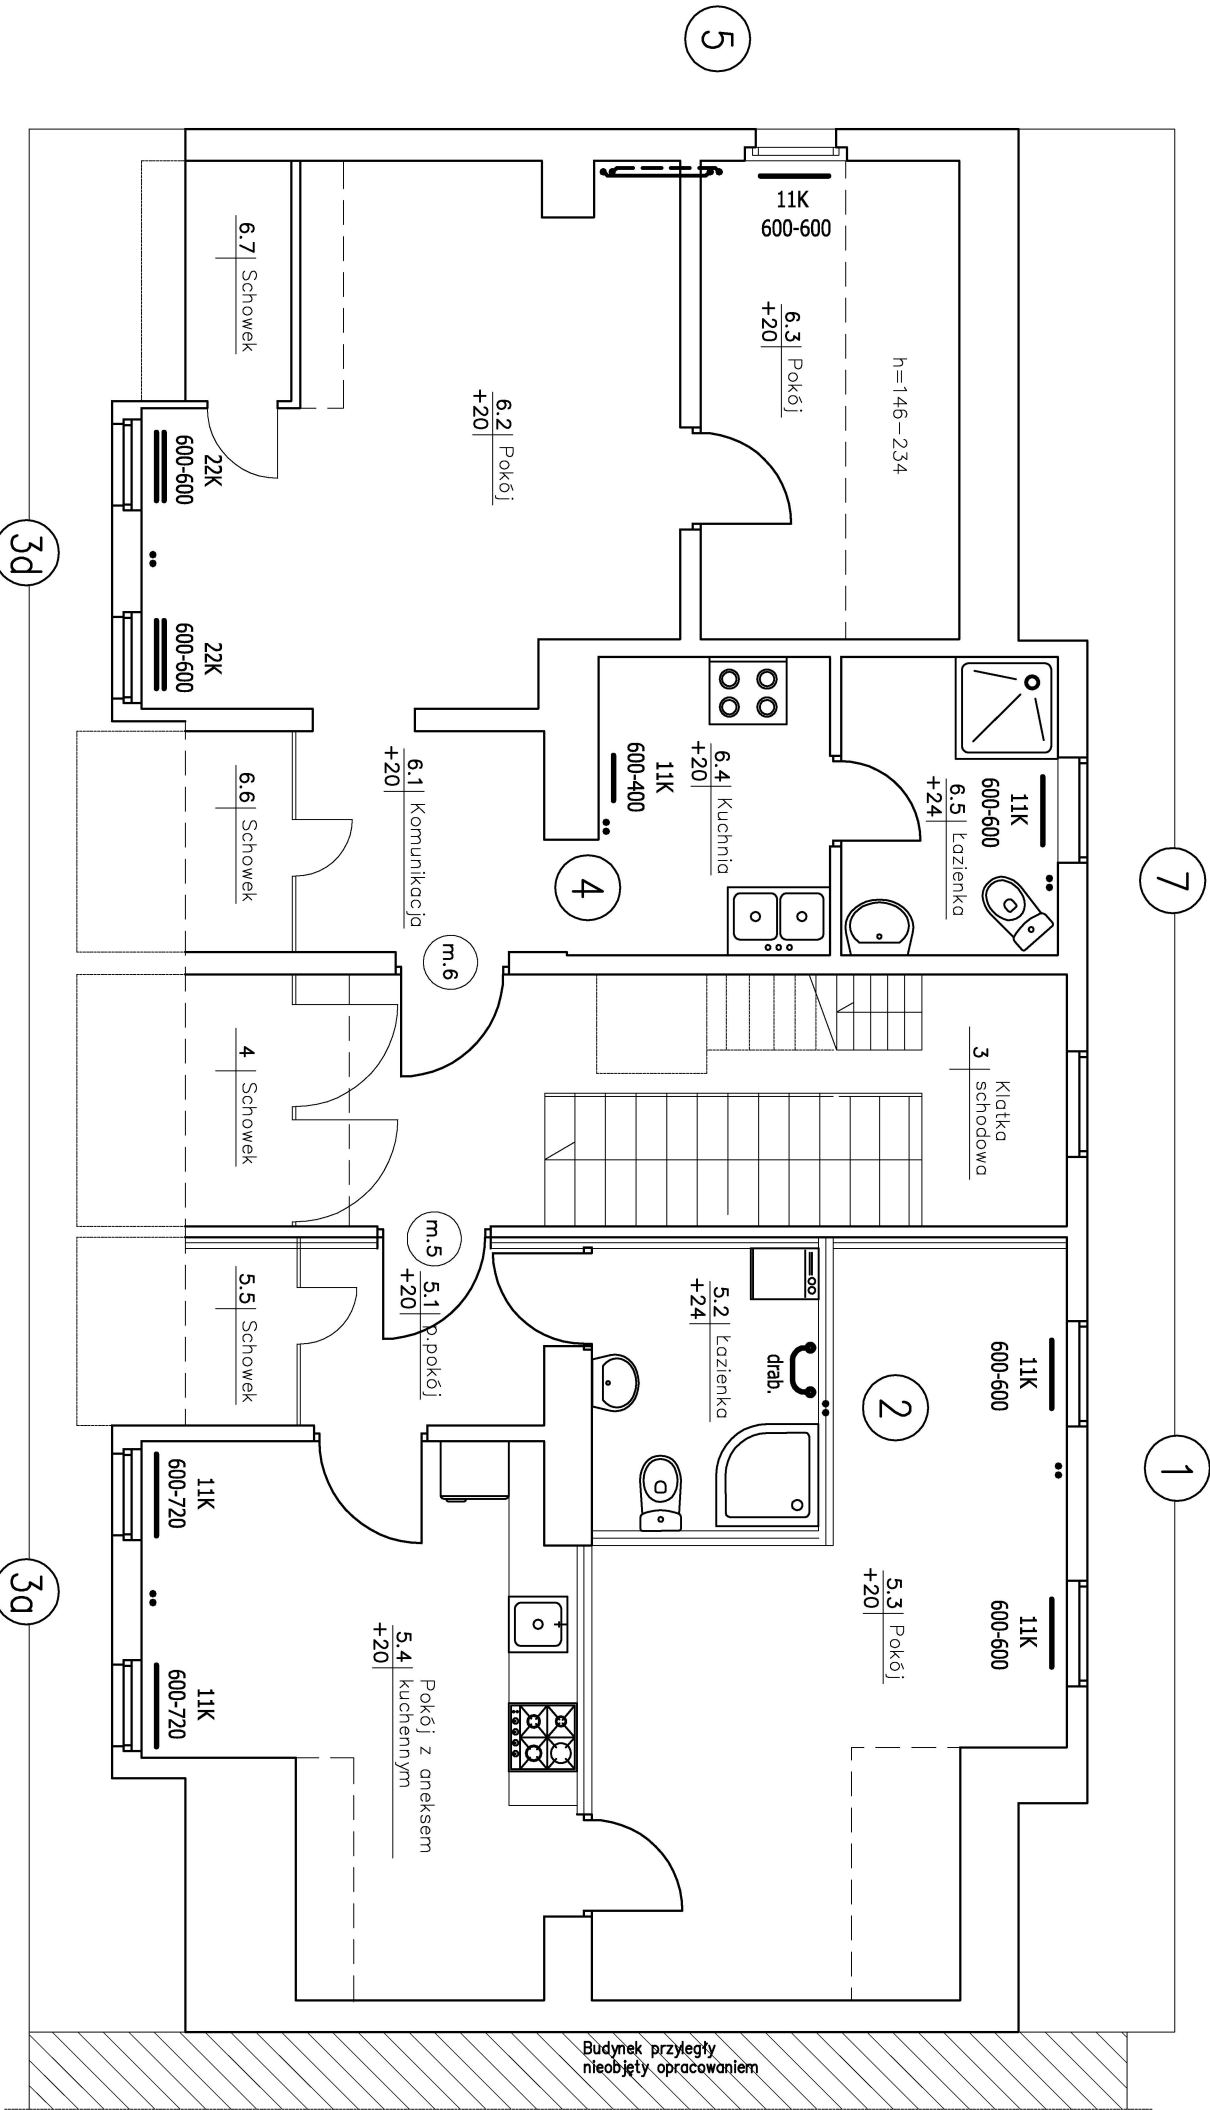 5
11K
600-600
6.7 Schowek
6.3 Pokój
+20
h=146-234
6.2 Pokój
+20
22K
600-600
3d
22K
600-600
6.4 Kuchnia
+20
11K
600-400
6.5 Łazienka
+24
11K
600-600
6.6 Schowek
6.1 Komunikacja
+20
4
7
m.6
4 Schowek
3 Klatka
schodowa
m.5
5.5 Schowek
5.1 p.pokój
+20
5.2 Łazienka
+24
drab.
2
11K
600-600
1
11K
600-720
3a
11K
600-720
5.3 Pokój
+20
11K
600-600
5.4 Pokój z aneksem
+20 kuchennym
Budynek przyległy
nieobjęty opracowaniem